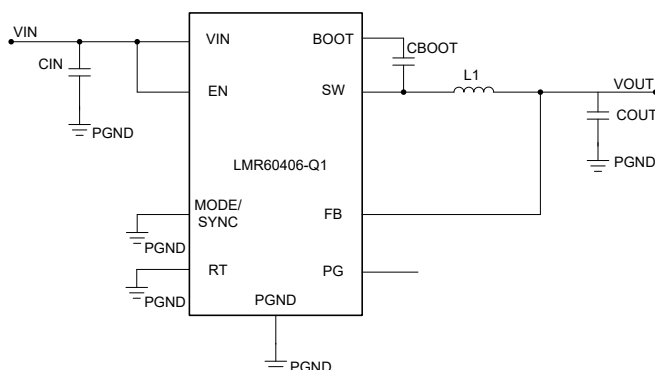 VIN
VIN
BOOT
CBOOT
CIN
L1
EN
SW
VOUT
COUT
PGND
LMR60406-Q1
PGND
MODE/
SYNC
FB
PGND
RT
PG
PGND
PGND
PGND